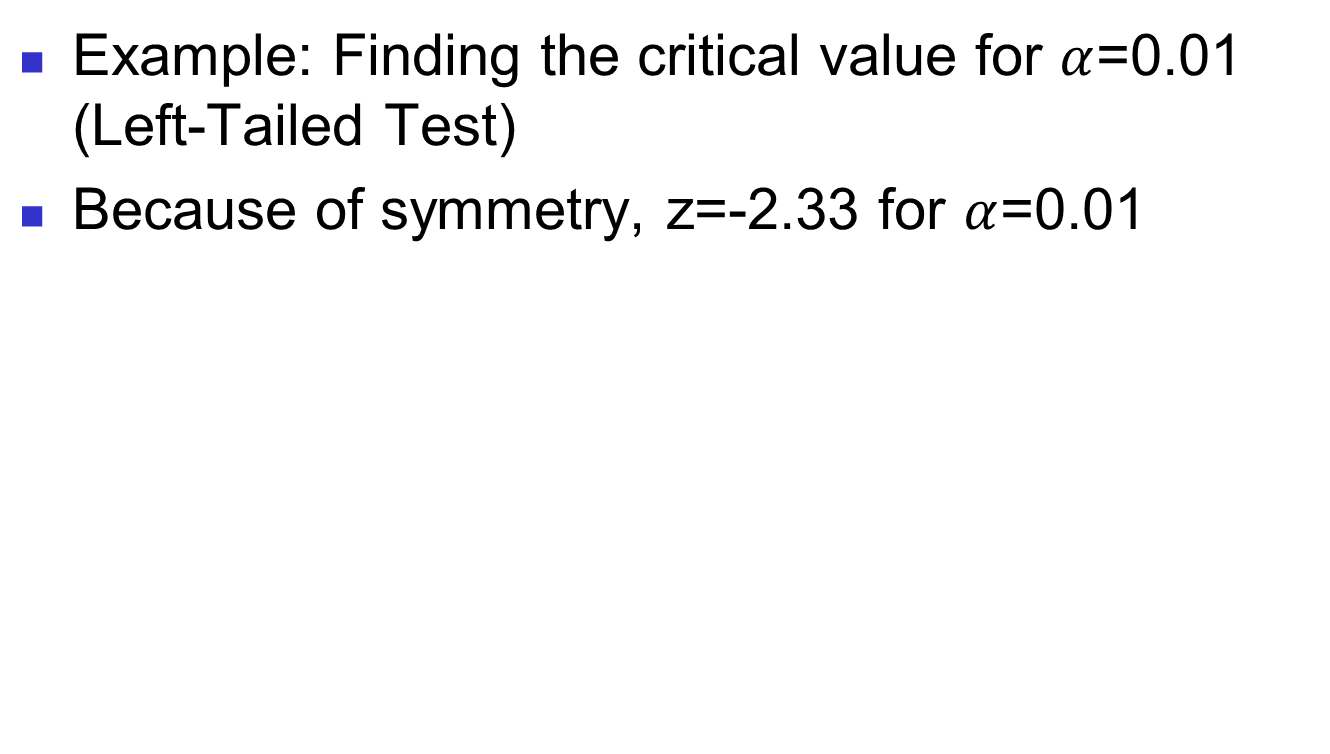 Example: Finding the critical value for 𝛼=0.01
(Left-Tailed Test)
Because of symmetry, z=-2.33 for 𝛼=0.01